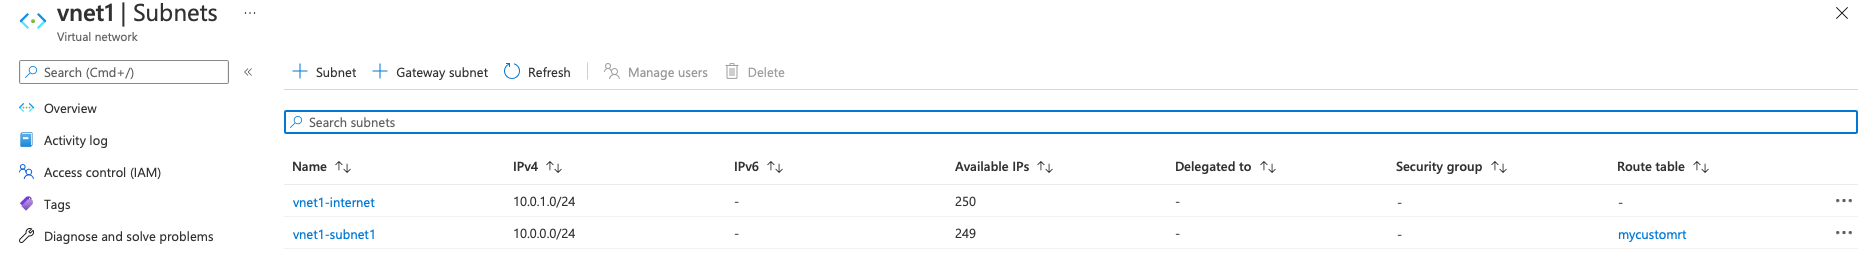 vnet1 | Subnets ...
Virtual network
Search (Cmd+/) «
+ Subnet + Gateway subnet Refresh Manage users Delete
Overview
Activity log
Access control (IAM)
Tags
Diagnose and solve problems
Search subnets
Name ↑↓ IPv4 ↑↓ IPv6 ↑↓ Available IPs ↑↓ Delegated to ↑↓ Security group ↑↓ Route table ↑↓
vnet1-internet 10.0.1.0/24 - 250 - - - ...
vnet1-subnet1 10.0.0.0/24 - 249 - - mycustomrt ...